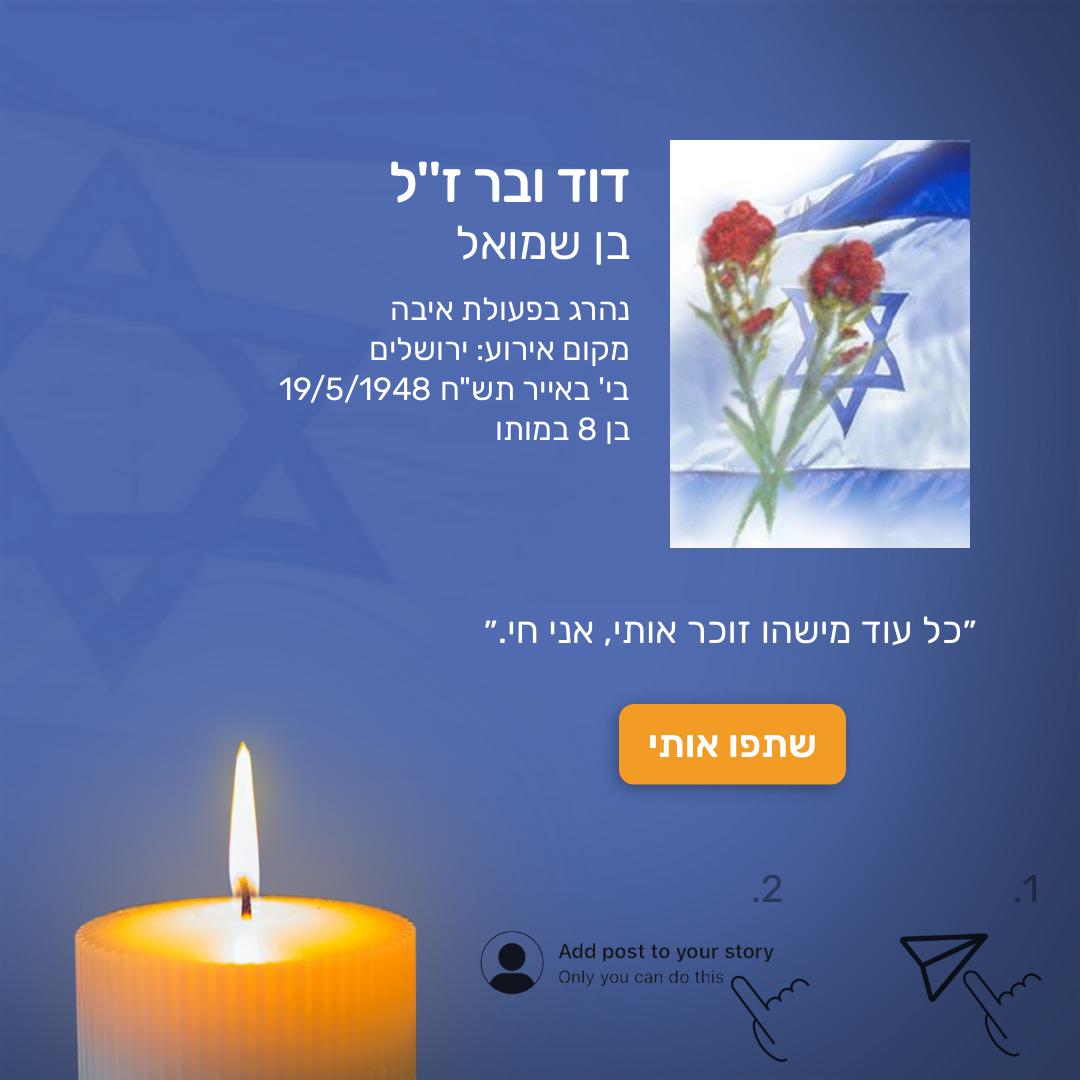 דוד ובר ז"ל
בן שמואל
נהרג בפעולת איבה
מקום אירוע: ירושלים
בי' באייר תש"ח 19/5/1948
בן 8 במותו
״כל עוד מישהו זוכר אותי, אני חי.״
שתפו אותי
1.
2.
Add post to your story
Only you can do this